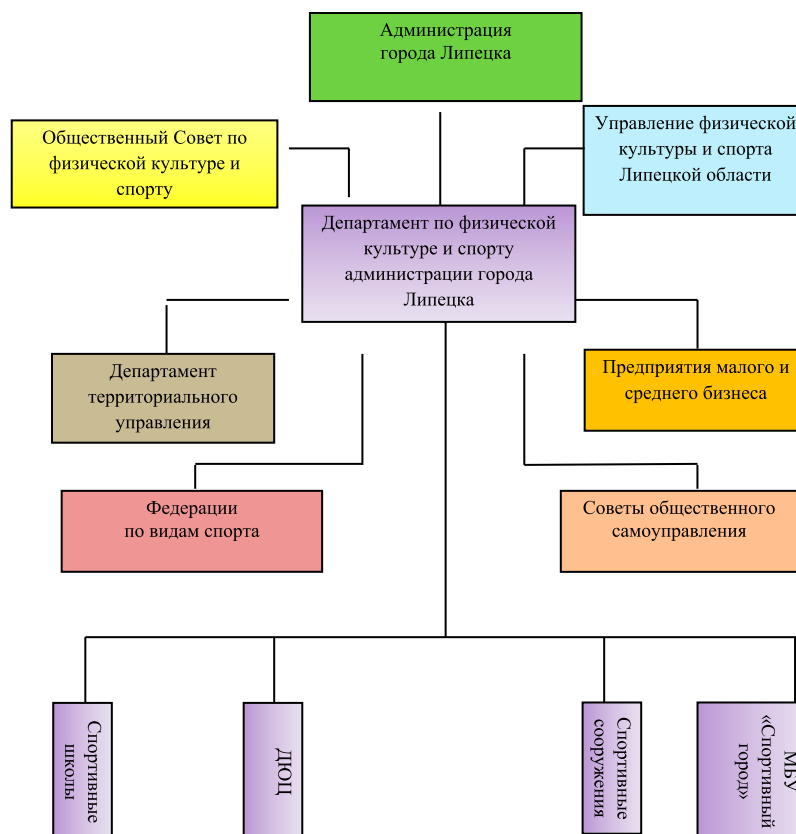 Администрация
города Липецка
Общественный Совет по
физической культуре и
спорту
Управление физической
культуры и спорта
Липецкой области
Департамент по физической
культуре и спорту
администрации города
Липецка
Департамент
территориального
управления
Предприятия малого и
среднего бизнеса
Федерации
по видам спорта
Советы общественного
самоуправления
Спортивные
школы
ДЮЦ
Спортивные
сооружения
МБУ
«Спортивный
город»